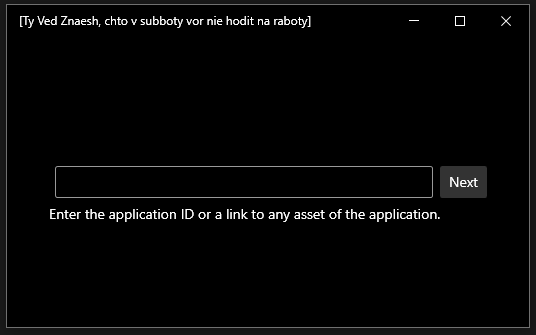 [Ty Ved Znaesh, chto v subboty vor nie hodit na raboty]
Next
Enter the application ID or a link to any asset of the application.